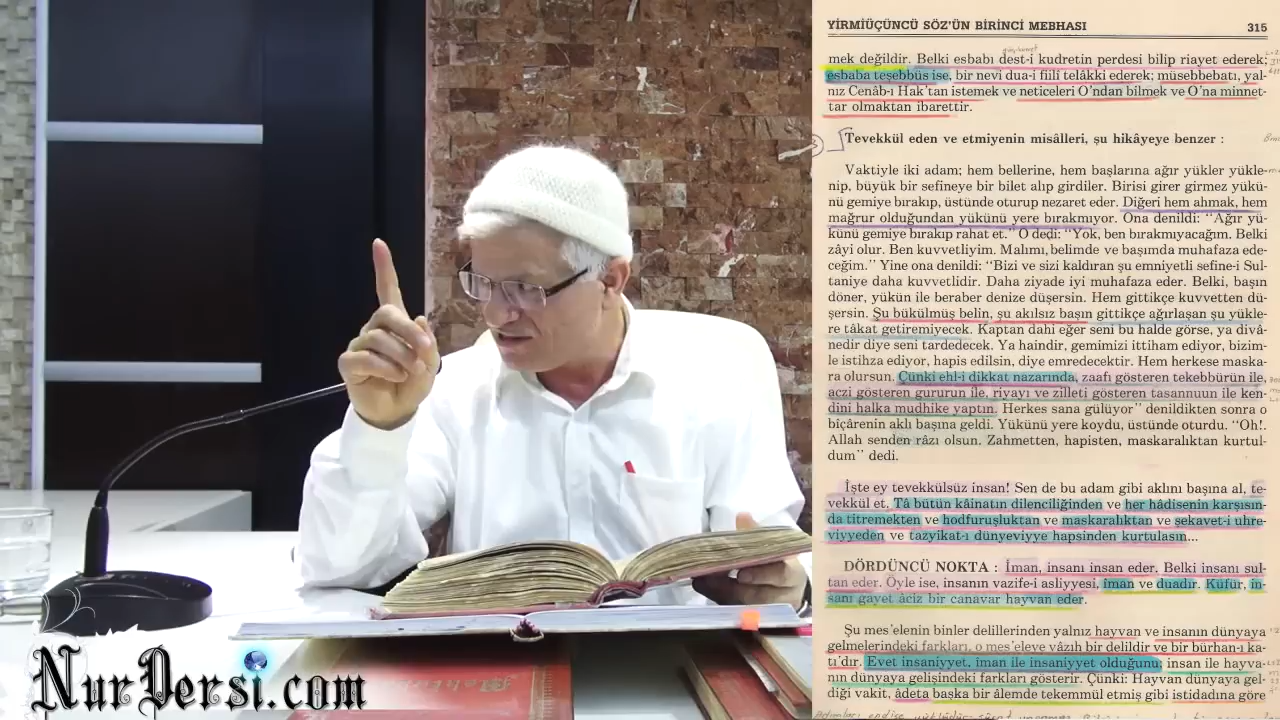 YİRMİÜÇÜNCÜ SÖZ'ÜN BİRİNCİ MEBHASI 315
mek değildir. Belki esbabı dest-i kudretin perdesi bilip riayet ederek;
esbaba teşebbüs ise, bir nevi dua-i fiilî telâkki ederek; müsebbebatı, yal-
nız Cenâb-ı Hak'tan istemek ve neticeleri O'ndan bilmek ve O'na minnet-
tar olmaktan ibarettir.
Tevekkül eden ve etmiyenin misâlleri, şu hikâyeye benzer :
Vaktiyle iki adam; hem bellerine, hem başlarına ağır yükler yükle-
nip, büyük bir sefineye bir bilet alıp girdiler. Birisi girer girmez yükü-
nü gemiye bırakıp, üstünde oturup nezaret eder. Diğeri hem ahmak, hem
mağrur olduğundan yükünü yere bırakmıyor. Ona denildi: "Ağır yü-
künü gemiye bırakıp rahat et." O dedi: "Yok, ben bırakmıyacağım. Belki
zâyi olur. Ben kuvvetliyim. Malımı, belimde ve başımda muhafaza ede-
ceğim." Yine ona denildi: "Bizi ve sizi kaldıran şu emniyetli sefine-i Sul-
taniye daha kuvvetlidir. Daha ziyade iyi muhafaza eder. Belki, başın
döner, yükün ile beraber denize düşersin. Hem gittikçe kuvvetten dü-
şersin. Şu bükülmüş belin, şu akılsız başın gittikçe ağırlaşan şu yükle-
re tâkat getiremiyecek. Kaptan dahi eğer seni bu halde görse, ya divâ-
nedir diye seni tardedecek. Ya haindir, gemimizi ittiham ediyor, bizim-
le istihza ediyor, hapis edilsin, diye emredecektir. Hem herkese maska-
ra olursun. Çünki ehl-i dikkat nazarında, zaafı gösteren tekebbürün ile,
aczi gösteren gururun ile, riyayı ve zilleti gösteren tasannuun ile ken-
dini halka mudhike yaptın. Herkes sana gülüyor" denildikten sonra o
bîçârenin aklı başına geldi. Yükünü yere koydu, üstünde oturdu. "Oh!.
Allah senden râzı olsun. Zahmetten, hapisten, maskaralıktan kurtul-
dum" dedi.
İşte ey tevekkülsüz insan! Sen de bu adam gibi aklını başına al, te-
vekkül et, Tâ bütün kâinatın dilenciliğinden ve her hâdisenin karşısın-
da titremekten ve hodfuruşluktan ve maskaralıktan ve şekavet-i uhre-
viyyeden ve tazyikat-ı dünyeviyye hapsinden kurtulasın...
DÖRDÜNCÜ NOKTA : İman, insanı insan eder. Belki insanı sul-
tan eder. Öyle ise, insanın vazife-i asliyyesi, iman ve duadır. Küfür, in-
sanı gayet âciz bir canavar hayvan eder.
Şu mes'elenin binler delillerinden yalnız hayvan ve insanın dünyaya
gelmelerindeki farkları, o mes'eleye vâzıh bir delildir ve bir bürhan-ı ka-
tı'dır. Evet insaniyyet, iman ile insaniyyet olduğunu; insan ile hayva-
nın dünyaya gelişindeki farkları gösterir. Çünki: Hayvan dünyaya gel-
diği vakit, âdeta başka bir âlemde tekemmül etmiş gibi istidadına gö-
NurDersi.com